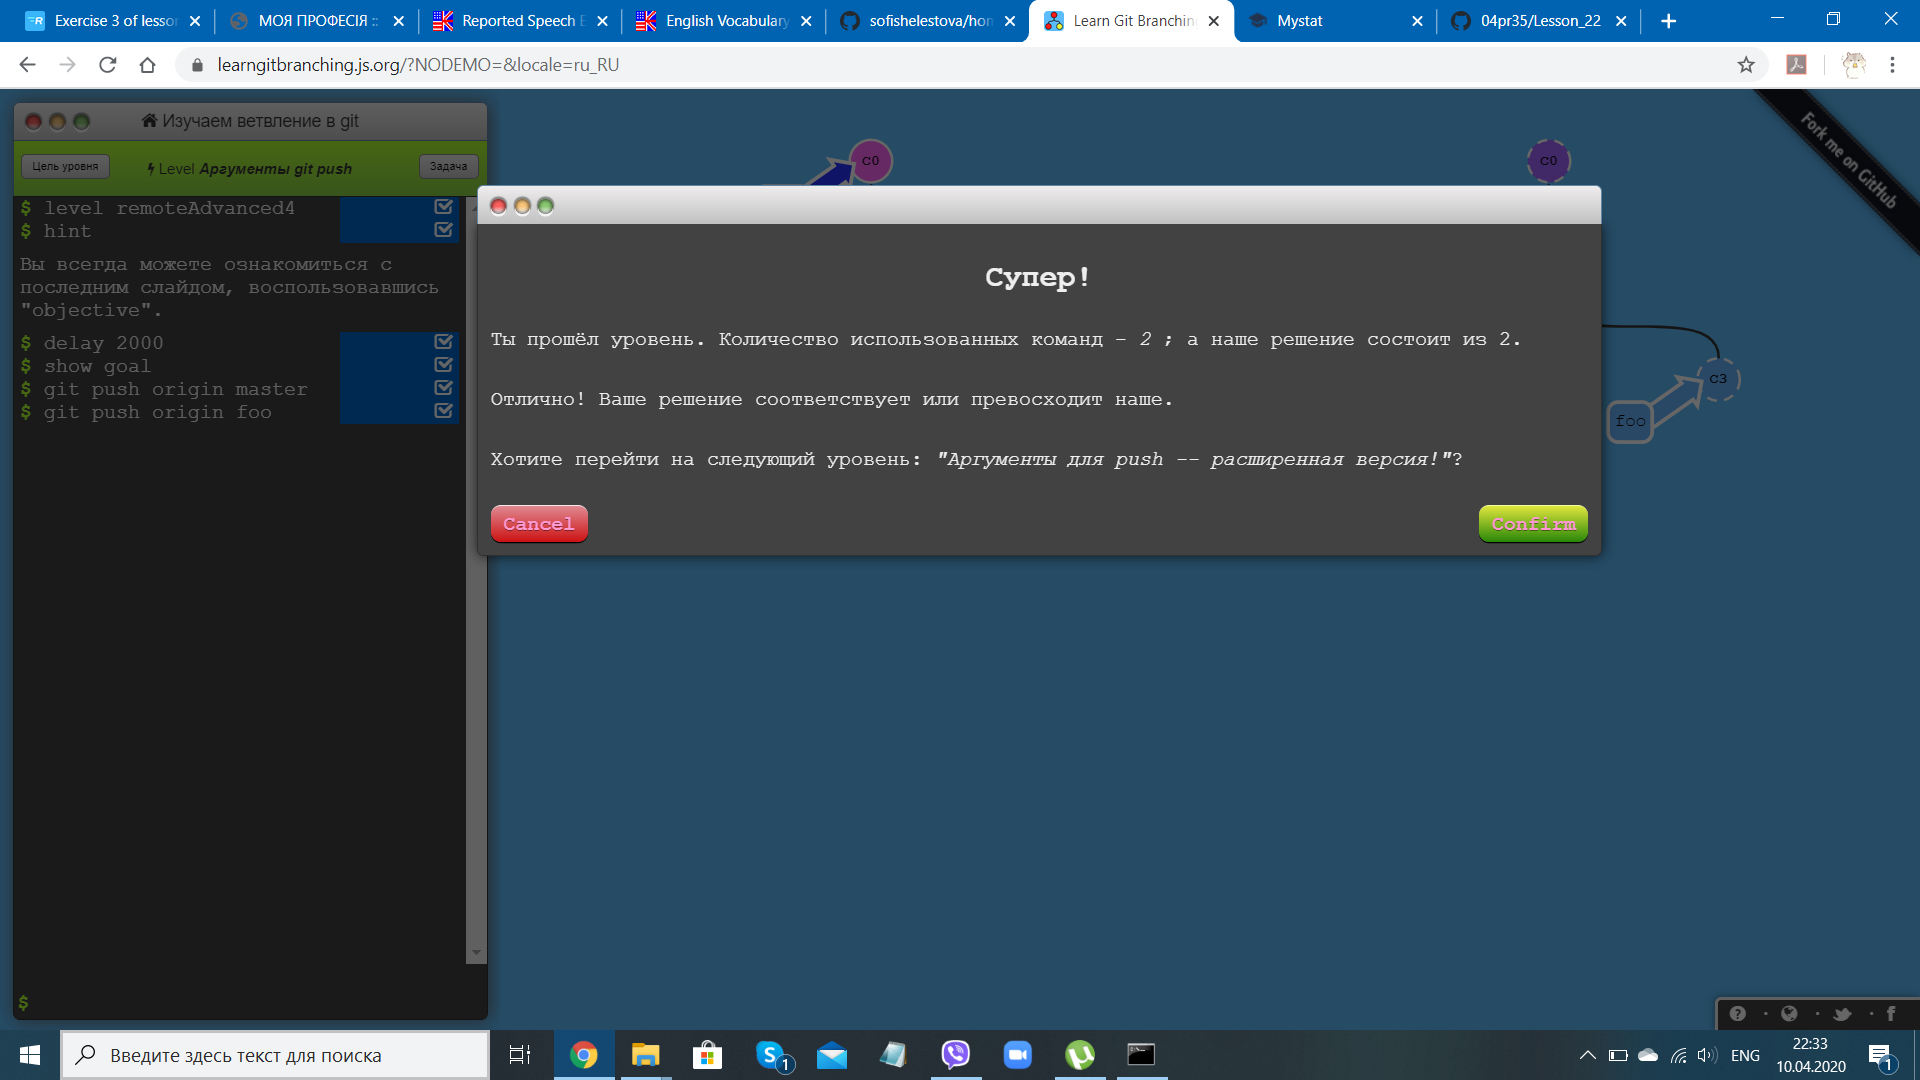 Exercise 3 of lesso
МОЯ ПРОФЕСІЯ ::
Reported Speech E
English Vocabulary
sofishelestova/hom
Learn Git Branching
Mystat
04pr35/Lesson_22
learngitbranching.js.org/?NODEMO=&locale=ru_RU
Изучаем ветвление в git
Цель уровня
Level Аргументы git push
Задача
$ level remoteAdvanced4
$ hint
Вы всегда можете ознакомиться с
последним слайдом, воспользовавшись
"objective".
$ delay 2000
$ show goal
$ git push origin master
$ git push origin foo
$
c0
c0
Fork me on GitHub
c3
foo
Супер!
Ты прошёл уровень. Количество использованных команд - 2 ; а наше решение состоит из 2.
Отлично! Ваше решение соответствует или превосходит наше.
Хотите перейти на следующий уровень: "Аргументы для push -- расширенная версия!"?
Cancel
Confirm
Введите здесь текст для поиска
1
ENG
22:33
10.04.2020
1